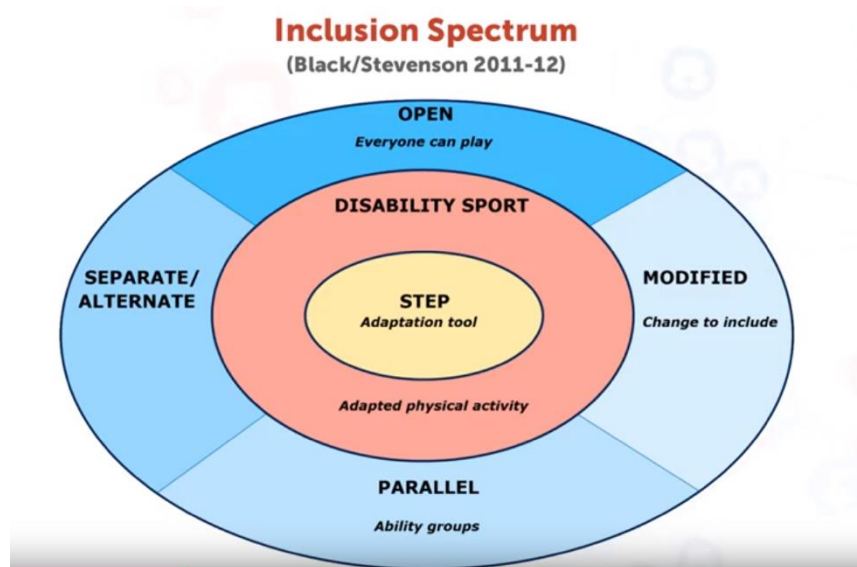 Inclusion Spectrum
(Black/Stevenson 2011-12)
OPEN
Everyone can play
DISABILITY SPORT
SEPARATE/
ALTERNATE
STEP
Adaptation tool
MODIFIED
Change to include
Adapted physical activity
PARALLEL
Ability groups